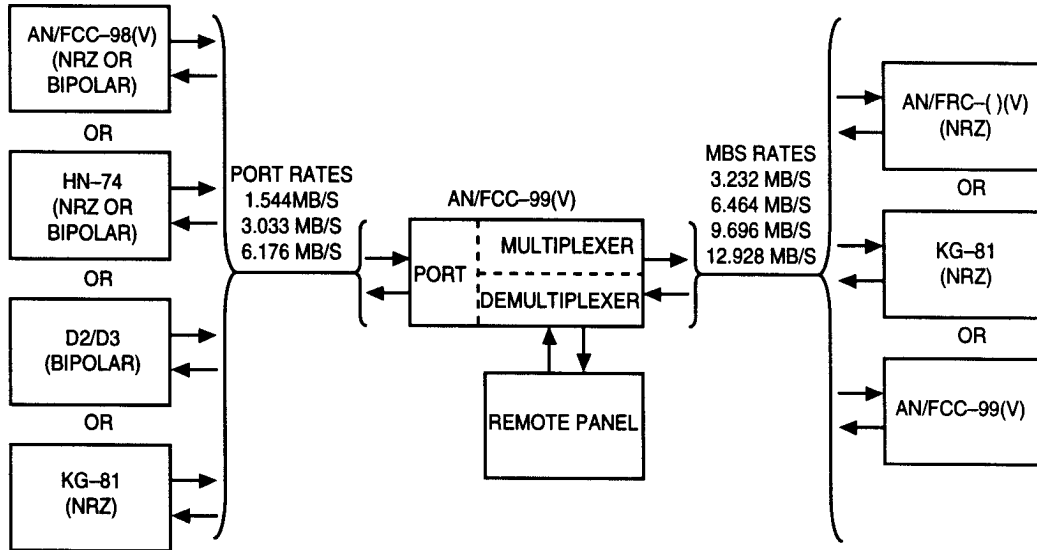 AN/FCC–98(V)
(NRZ OR
BIPOLAR)
OR
HN–74
(NRZ OR
BIPOLAR)
OR
D2/D3
(BIPOLAR)
OR
KG–81
(NRZ)
PORT RATES
1.544MB/S
3.033 MB/S
6.176 MB/S
AN/FCC–99(V)
PORT
MULTIPLEXER
DEMULTIPLEXER
REMOTE PANEL
MBS RATES
3.232 MB/S
6.464 MB/S
9.696 MB/S
12.928 MB/S
AN/FRC–( )(V)
(NRZ)
OR
KG–81
(NRZ)
OR
AN/FCC–99(V)